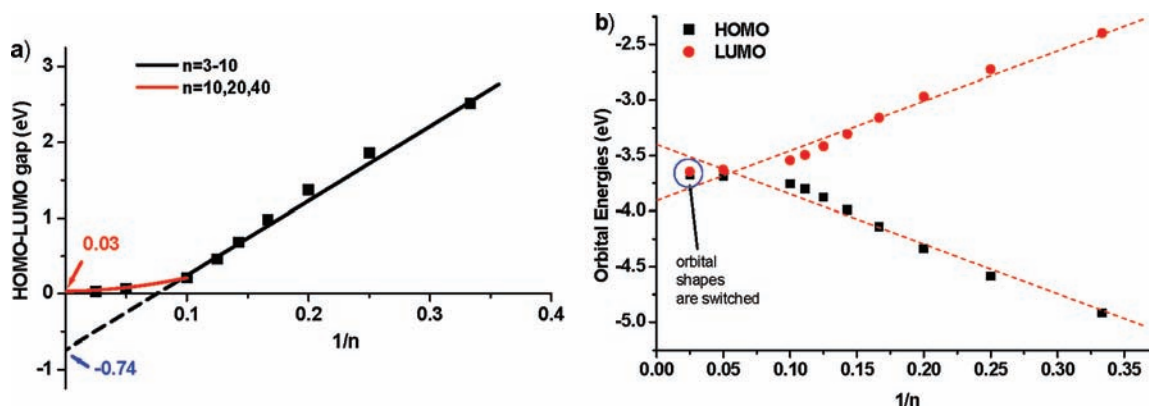 a)
HOMO-LUMO gap (eV)
3
2
1
0
-1
n=3-10
n=10,20,40
0.03
-0.74
0.1
0.2
0.3
0.4
1/n
b)
Orbital Energies (eV)
-2.5
-3.0
-3.5
-4.0
-4.5
-5.0
HOMO
LUMO
orbital
shapes
are switched
0.00
0.05
0.10
0.15
0.20
0.25
0.30
0.35
1/n